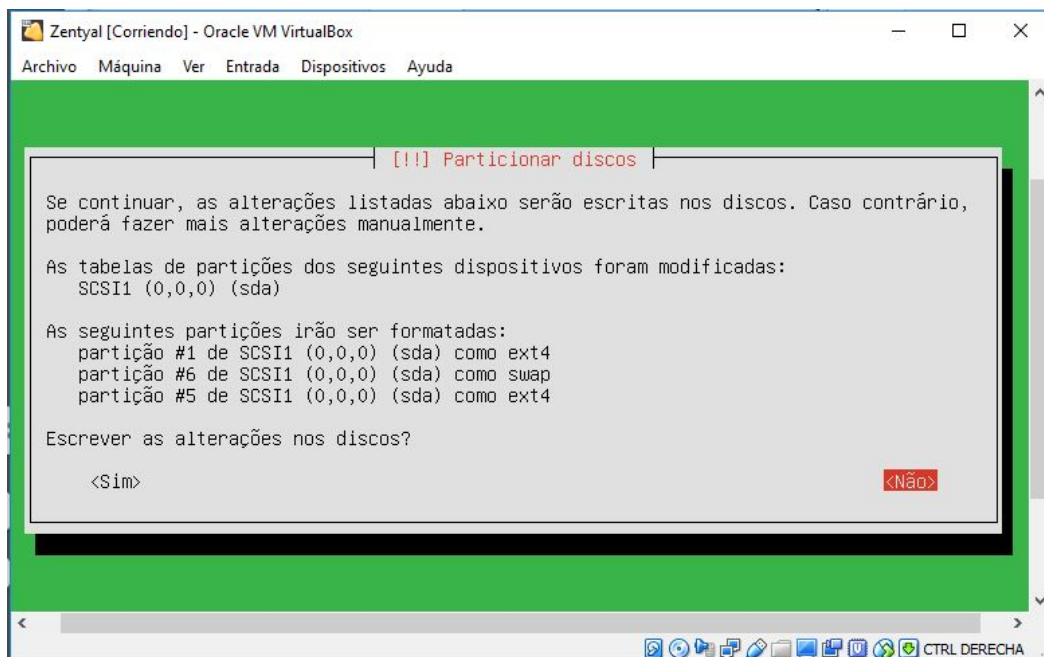 Zentyal [Corriendo] - Oracle VM VirtualBox
Archivo Máquina Ver Entrada Dispositivos Ayuda
[!!] Particionar discos
Se continuar, as alterações listadas abaixo serão escritas nos discos. Caso contrário,
poderá fazer mais alterações manualmente.
As tabelas de partições dos seguintes dispositivos foram modificadas:
SCSI1 (0,0,0) (sda)
As seguintes partições irão ser formatadas:
partição #1 de SCSI1 (0,0,0) (sda) como ext4
partição #6 de SCSI1 (0,0,0) (sda) como swap
partição #5 de SCSI1 (0,0,0) (sda) como ext4
Escrever as alterações nos discos?
<Sim> <Não>
CTRL DERECHA